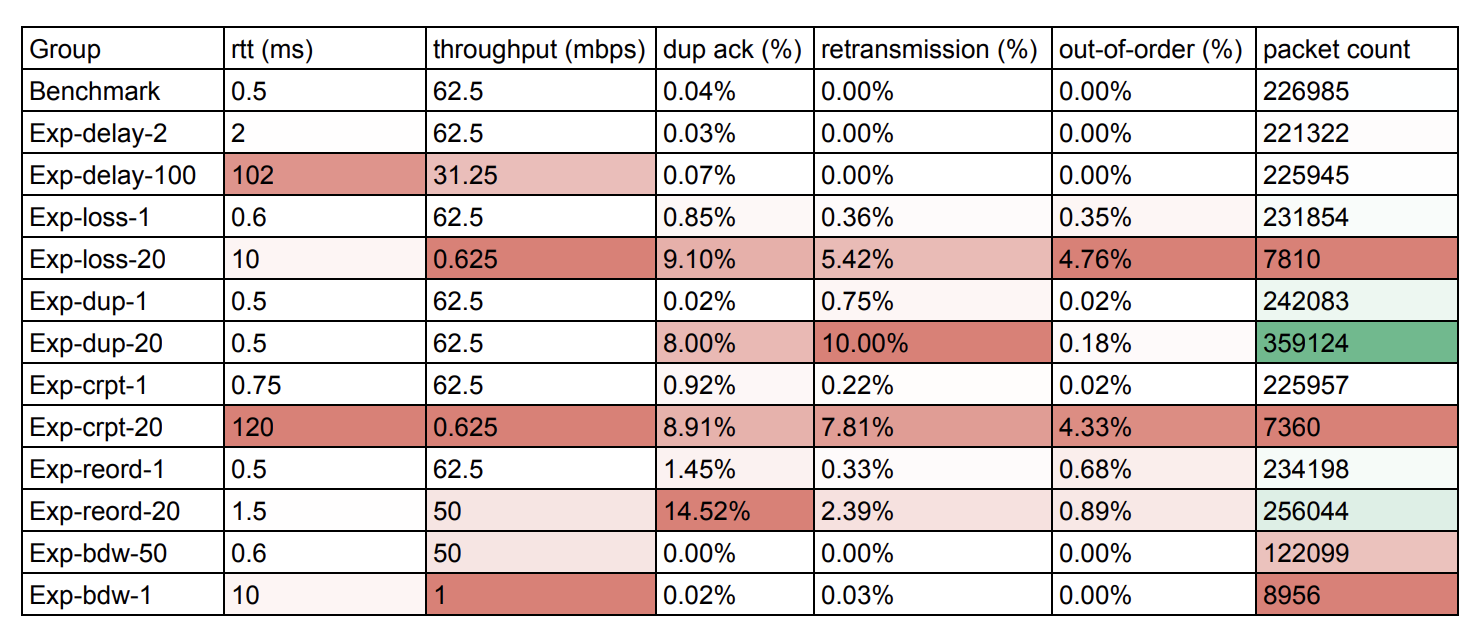 Group rtt (ms) throughput (mbps) dup ack (%) retransmission (%) out-of-order (%) packet count
Benchmark 0.5 62.5 0.04% 0.00% 0.00% 226985
Exp-delay-2 2 62.5 0.03% 0.00% 0.00% 221322
Exp-delay-100 102 31.25 0.07% 0.00% 0.00% 225945
Exp-loss-1 0.6 62.5 0.85% 0.36% 0.35% 231854
Exp-loss-20 10 0.625 9.10% 5.42% 4.76% 7810
Exp-dup-1 0.5 62.5 0.02% 0.75% 0.02% 242083
Exp-dup-20 0.5 62.5 8.00% 10.00% 0.18% 359124
Exp-crpt-1 0.75 62.5 0.92% 0.22% 0.02% 225957
Exp-crpt-20 120 0.625 8.91% 7.81% 4.33% 7360
Exp-reord-1 0.5 62.5 1.45% 0.33% 0.68% 234198
Exp-reord-20 1.5 50 14.52% 2.39% 0.89% 256044
Exp-bdw-50 0.6 50 0.00% 0.00% 0.00% 122099
Exp-bdw-1 10 1 0.02% 0.03% 0.00% 8956